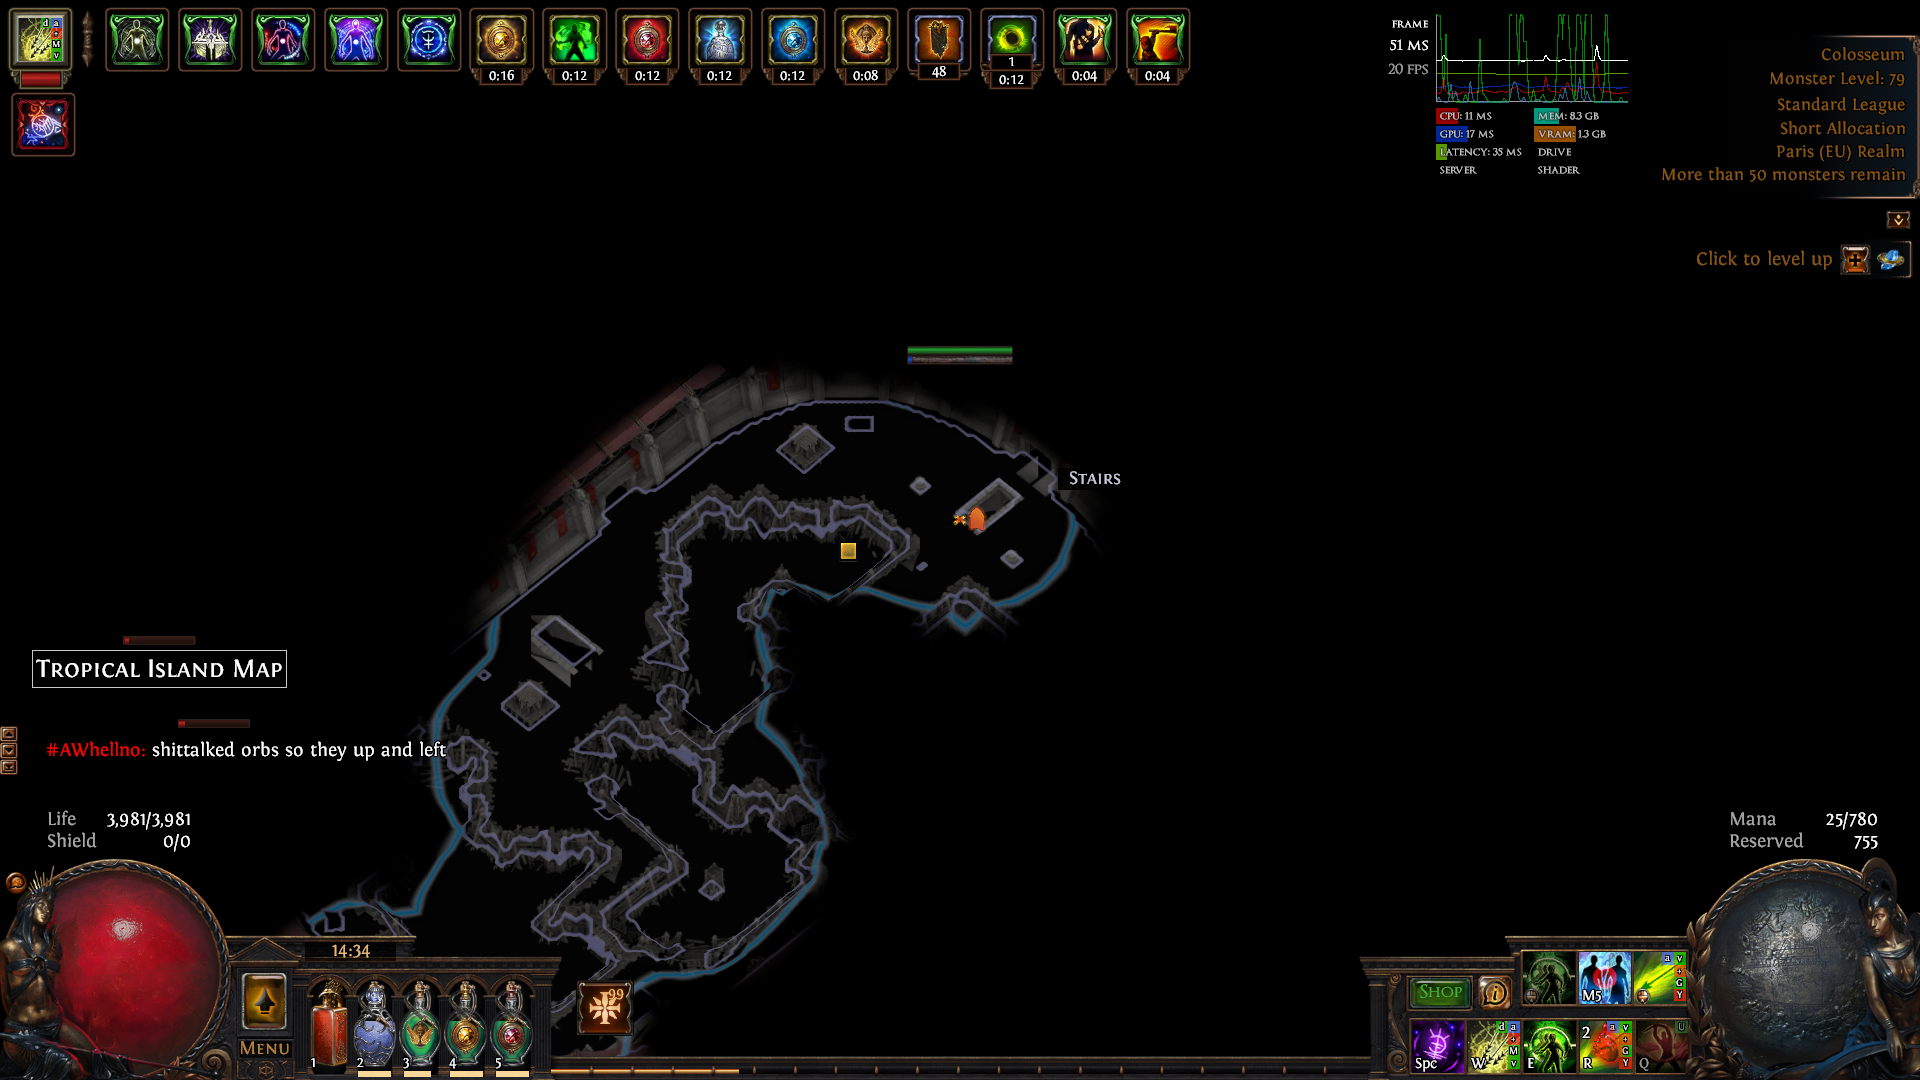 0:16
0:12
0:12
0:12
0:12
0:08
48
1
0:12
0:04
0:04
d a
M
v
FRAME
51 MS
20 FPS
CPU: 11 MS
MEM: 8.3 GB
GPU: 17 MS
VRAM: 1.3 GB
LATENCY: 35 MS
DRIVE
SERVER
SHADER
Colosseum
Monster Level: 79
Standard League
Short Allocation
Paris (EU) Realm
More than 50 monsters remain
Click to level up
Stairs
Tropical Island Map
#AWhellno: shittalked orbs so they up and left
Life 3,981/3,981
Shield 0/0
Mana 25/780
Reserved 755
14:34
Menu
1 2 3 4 5
99
Shop
M5
a v
G
Y
Spc
W
d a
M
v
E
2
R
a v
G
Y
Q
U